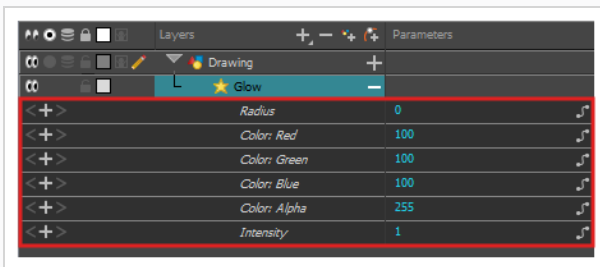 Layers Parameters
Drawing
Glow
Radius 0
Color: Red 100
Color: Green 100
Color: Blue 100
Color: Alpha 255
Intensity 1